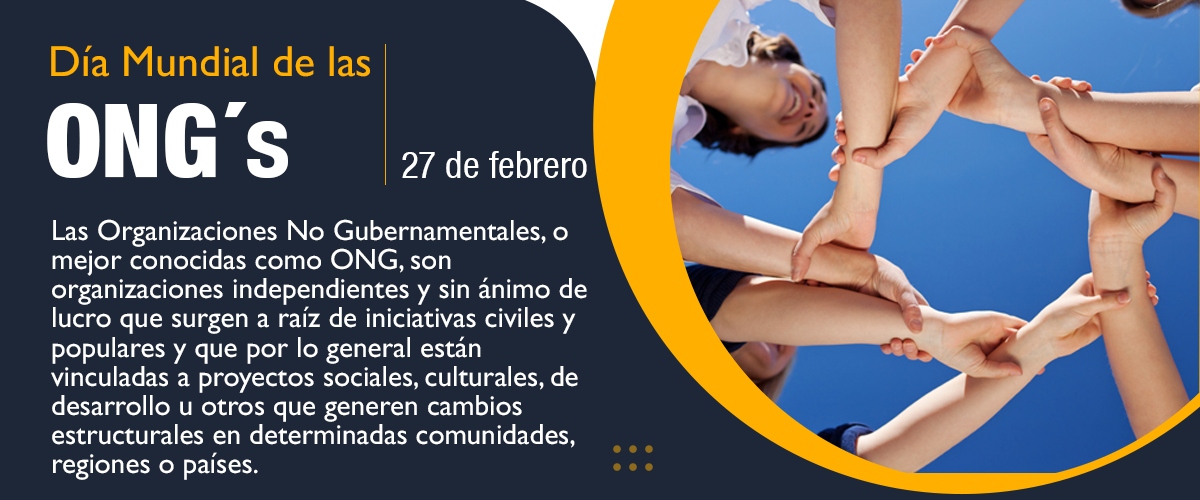 Día Mundial de las
ONG´s
27 de febrero
Las Organizaciones No Gubernamentales, o
mejor conocidas como ONG, son
organizaciones independientes y sin ánimo de
lucro que surgen a raíz de iniciativas civiles y
populares y que por lo general están
vinculadas a proyectos sociales, culturales, de
desarrollo u otros que generen cambios
estructurales en determinadas comunidades,
regiones o países.